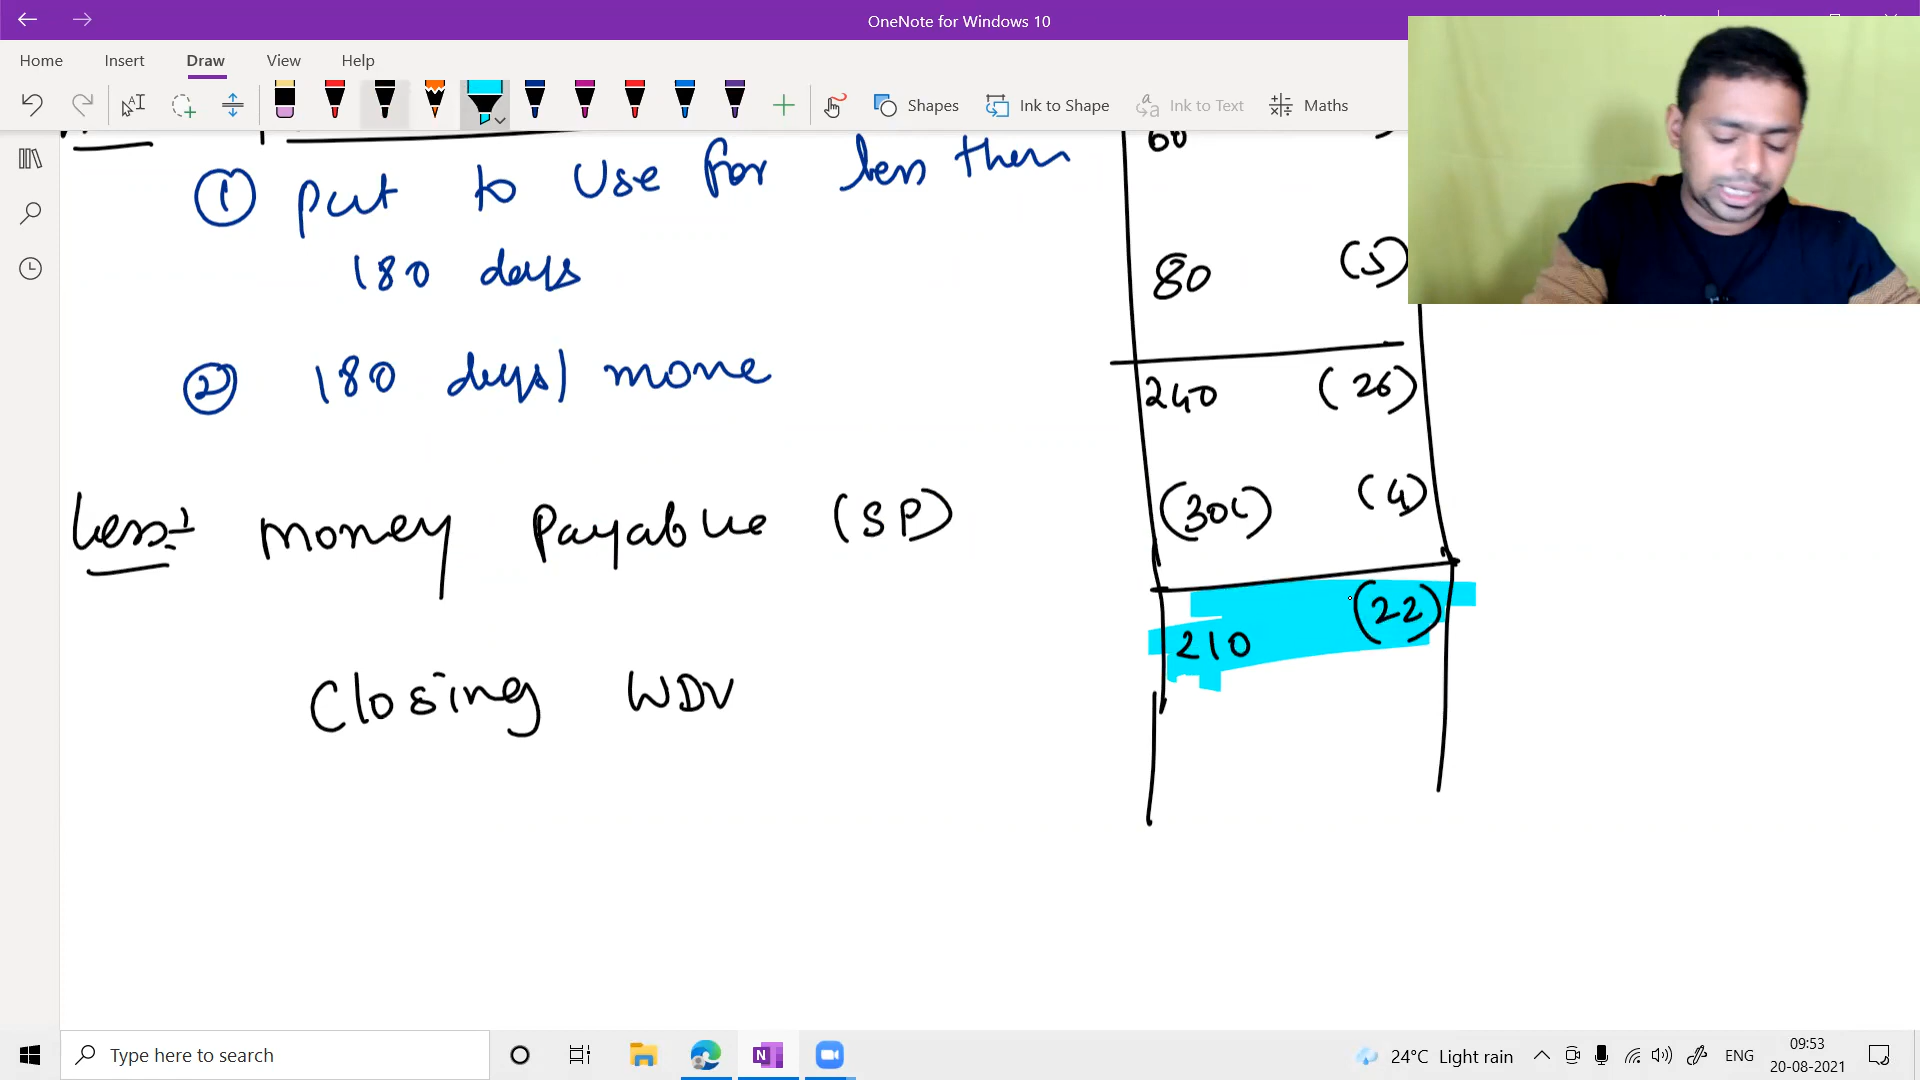 OneNote for Windows 10
Home Insert Draw View Help
Shapes Ink to Shape Ink to Text Maths
60
① put to use for less then
180 days
80 (5)
② 180 days/ more
240 (26)
Less:- Money Payable (SP)
(30) (4)
210 (22)
Closing WDV
Type here to search
24°C Light rain
ENG
09:53
20-08-2021